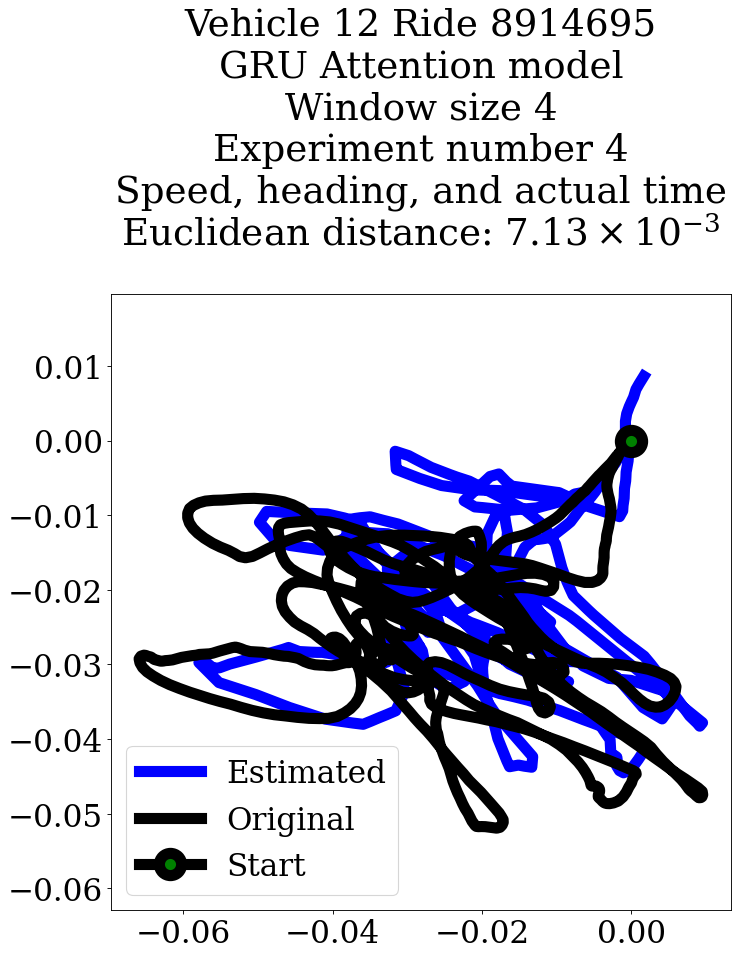 Vehicle 12 Ride 8914695
GRU Attention model
Window size 4
Experiment number 4
Speed, heading, and actual time
Euclidean distance: 7.13 × 10⁻³
0.01
0.00
−0.01
−0.02
−0.03
−0.04
−0.05
−0.06
Estimated
Original
Start
−0.06 −0.04 −0.02 0.00